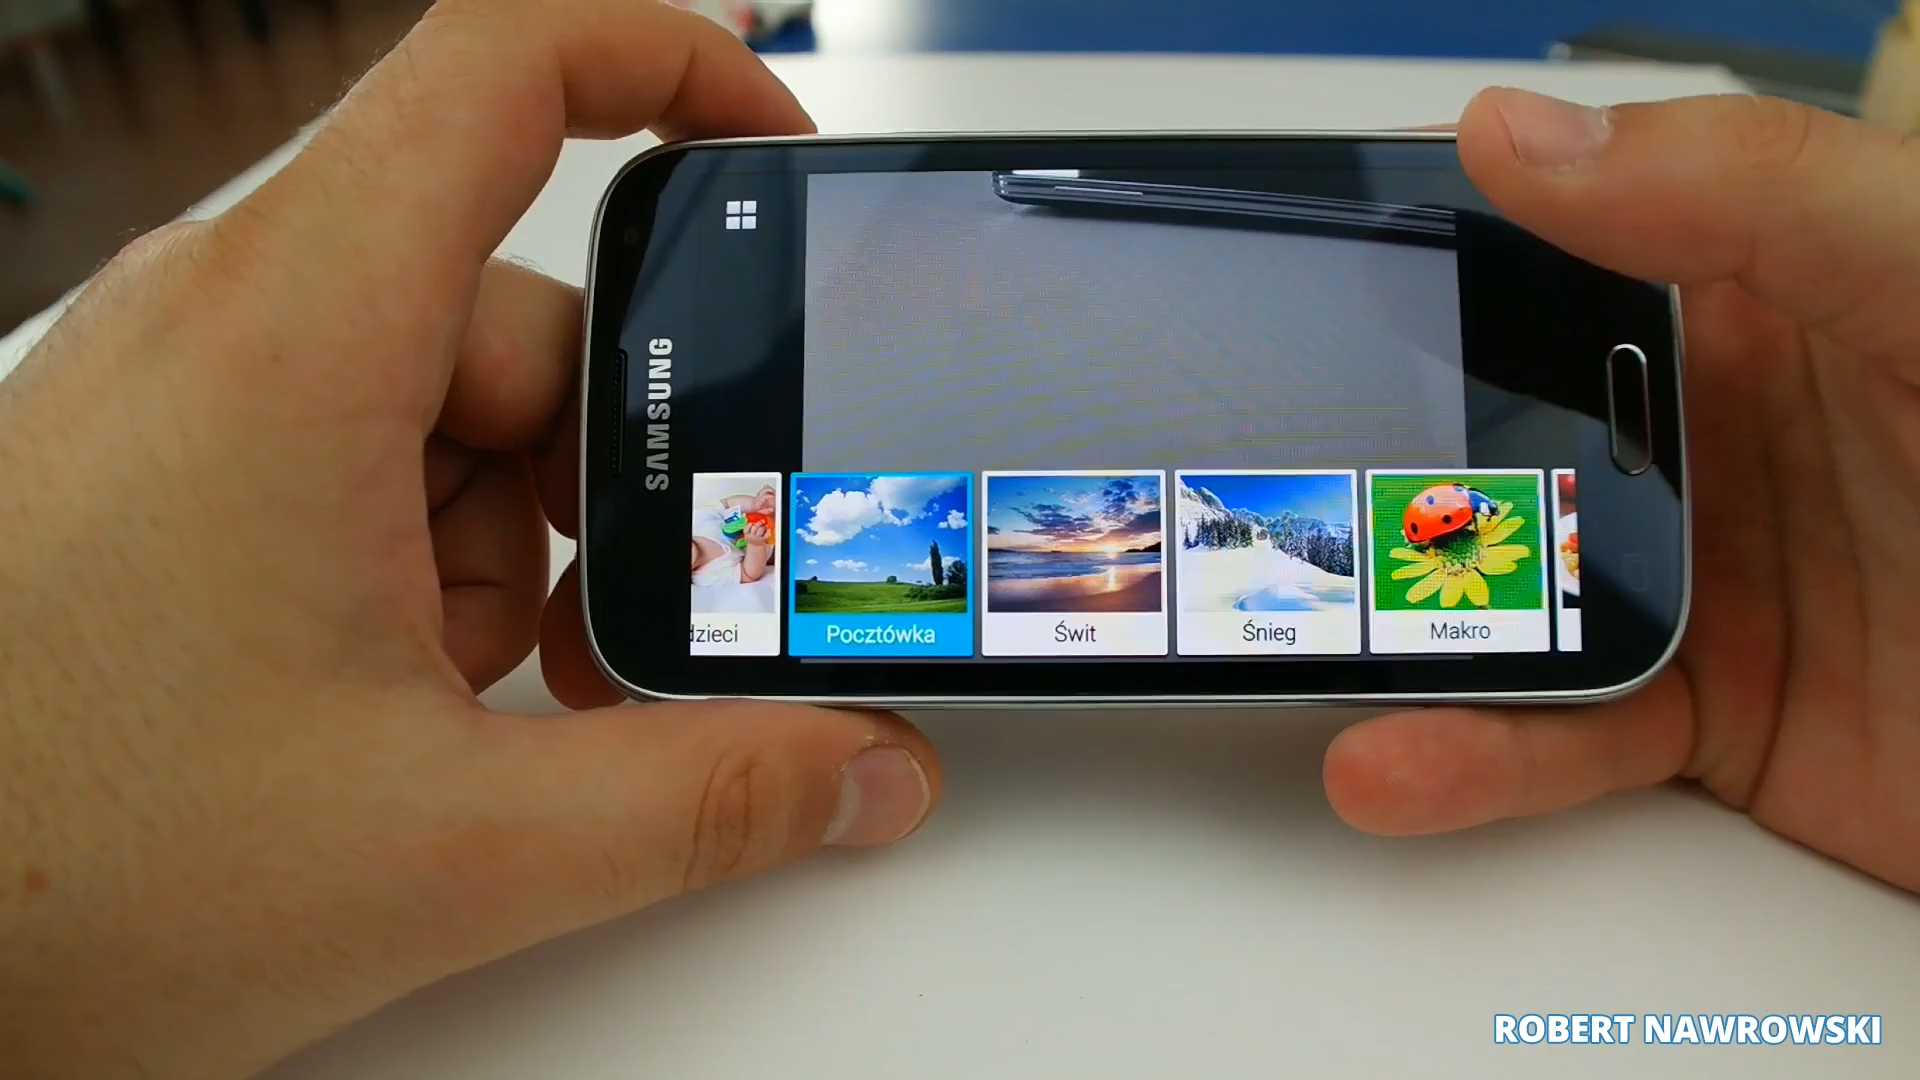 SAMSUNG
dzieci
Pocztówka
Świt
Śnieg
Makro
ROBERT NAWROWSKI